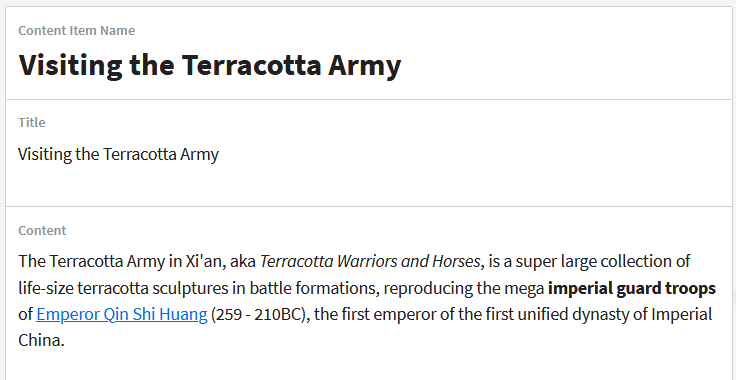 Content Item Name
Visiting the Terracotta Army
Title
Visiting the Terracotta Army
Content
The Terracotta Army in Xi'an, aka Terracotta Warriors and Horses, is a super large collection of
life-size terracotta sculptures in battle formations, reproducing the mega imperial guard troops
of Emperor Qin Shi Huang (259 - 210BC), the first emperor of the first unified dynasty of Imperial
China.